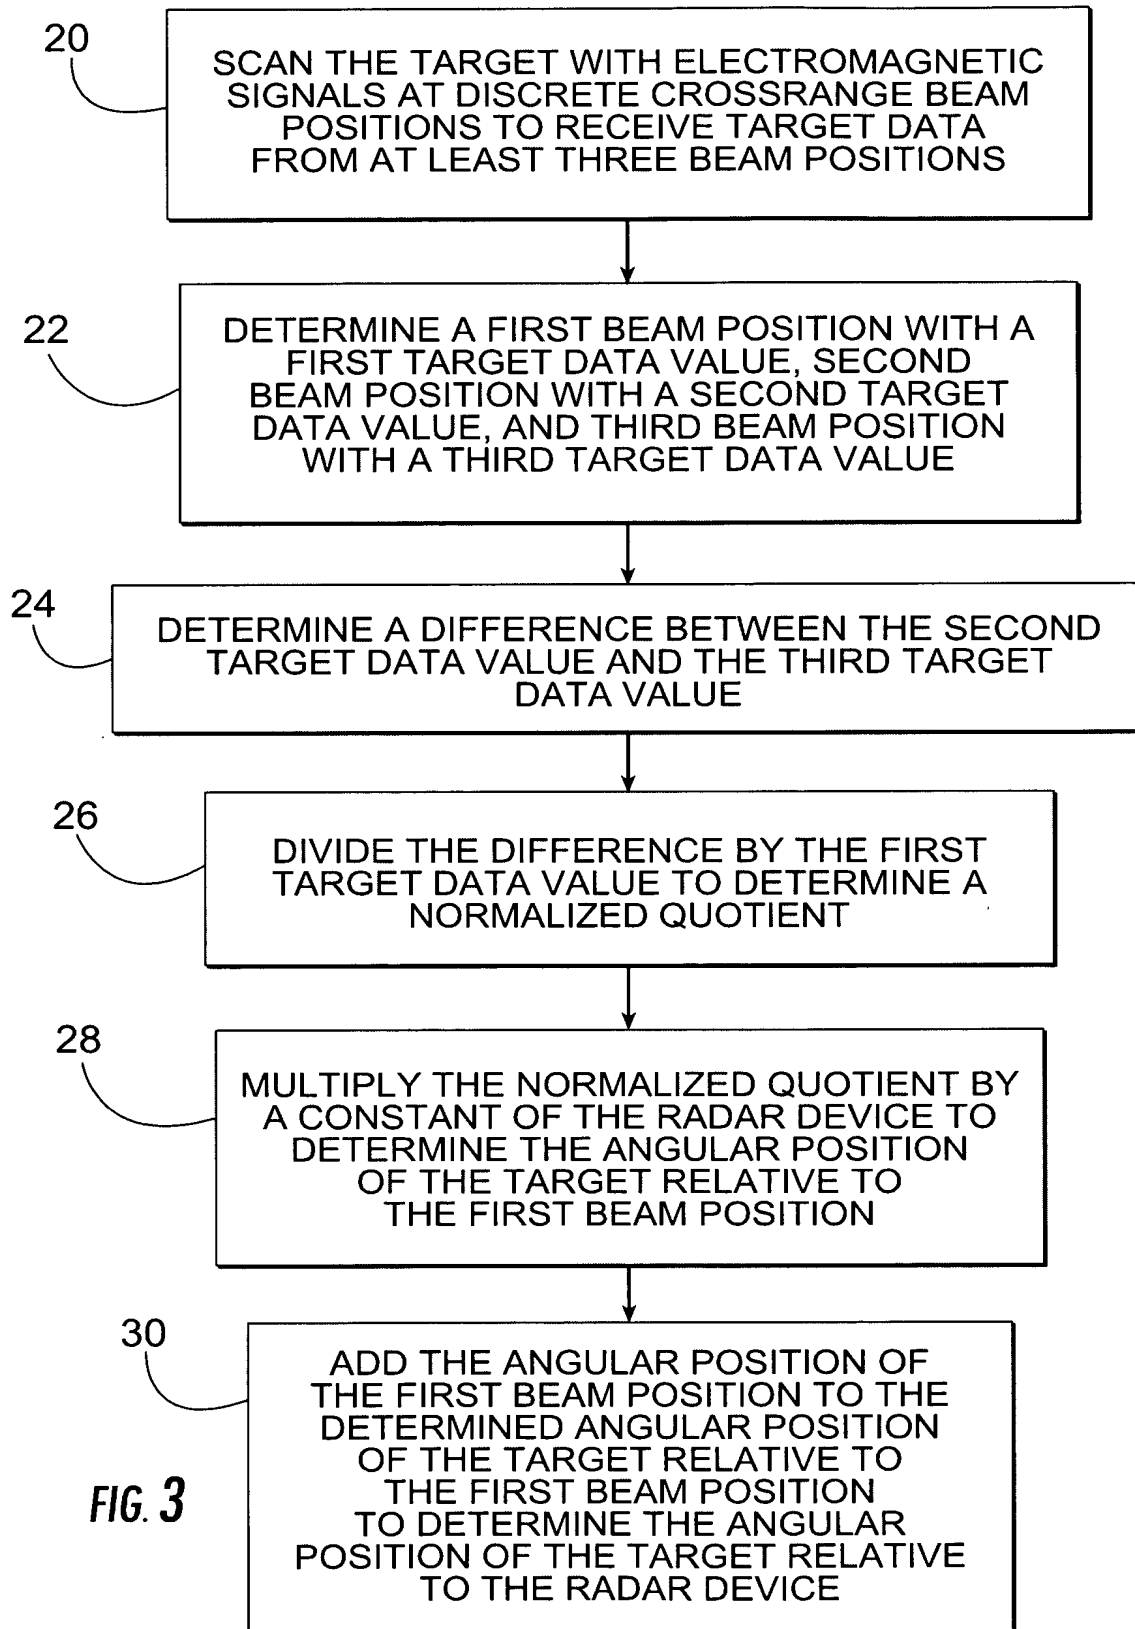 20
SCAN THE TARGET WITH ELECTROMAGNETIC
SIGNALS AT DISCRETE CROSSRANGE BEAM
POSITIONS TO RECEIVE TARGET DATA
FROM AT LEAST THREE BEAM POSITIONS
22
DETERMINE A FIRST BEAM POSITION WITH A
FIRST TARGET DATA VALUE, SECOND
BEAM POSITION WITH A SECOND TARGET
DATA VALUE, AND THIRD BEAM POSITION
WITH A THIRD TARGET DATA VALUE
24
DETERMINE A DIFFERENCE BETWEEN THE SECOND
TARGET DATA VALUE AND THE THIRD TARGET
DATA VALUE
26
DIVIDE THE DIFFERENCE BY THE FIRST
TARGET DATA VALUE TO DETERMINE A
NORMALIZED QUOTIENT
28
MULTIPLY THE NORMALIZED QUOTIENT BY
A CONSTANT OF THE RADAR DEVICE TO
DETERMINE THE ANGULAR POSITION
OF THE TARGET RELATIVE TO
THE FIRST BEAM POSITION
30
ADD THE ANGULAR POSITION OF
THE FIRST BEAM POSITION TO THE
DETERMINED ANGULAR POSITION
OF THE TARGET RELATIVE TO
THE FIRST BEAM POSITION
TO DETERMINE THE ANGULAR
POSITION OF THE TARGET RELATIVE
TO THE RADAR DEVICE
FIG. 3